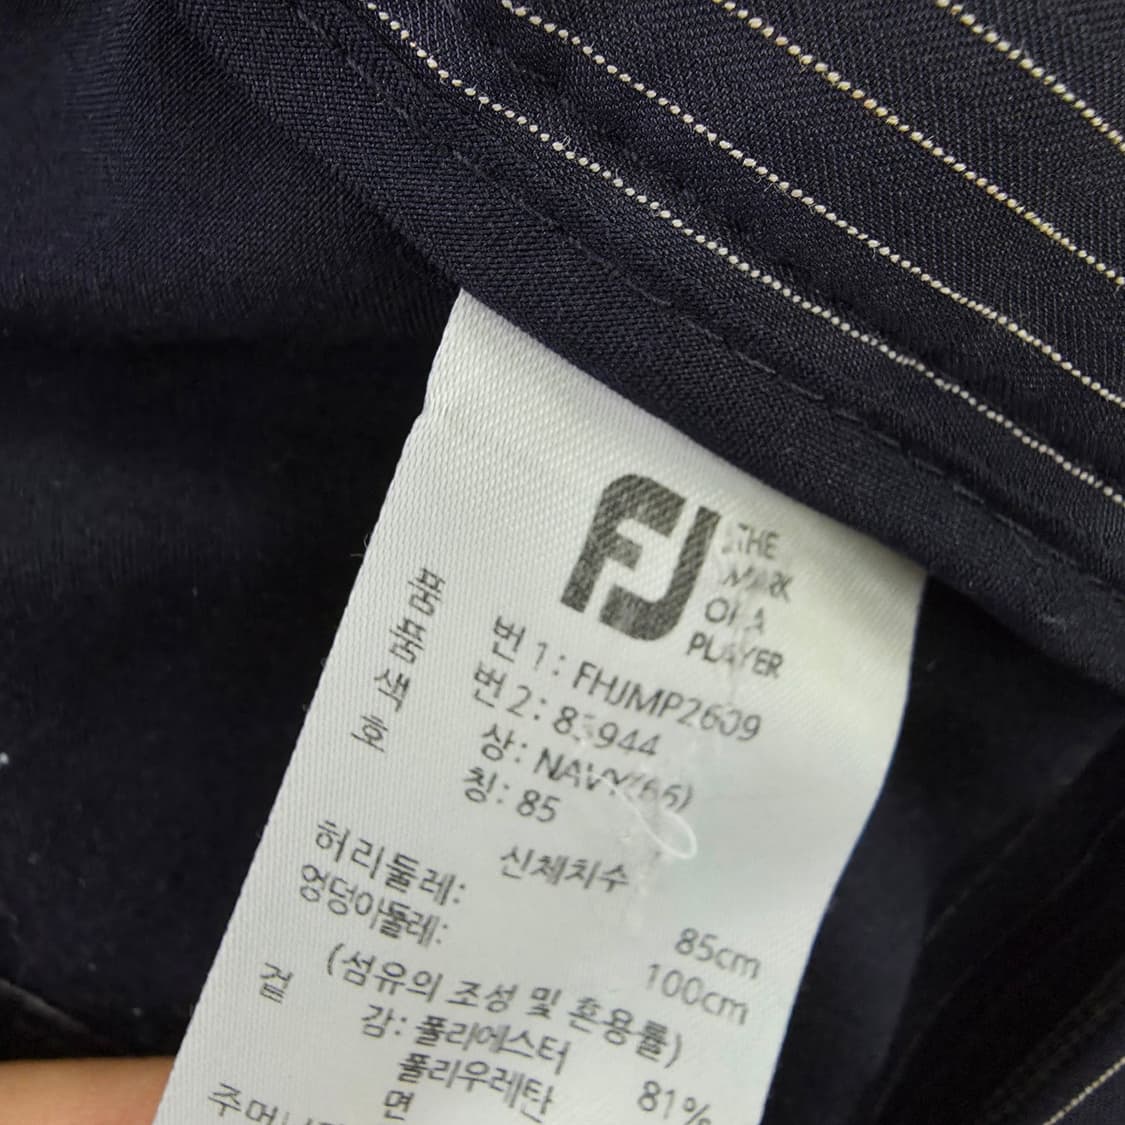 FJ
THE
MARK
OF A
PLAYER
품 번 1 : FHJMP2609
품 번 2 : 85944
색 상 : NAVY(66)
호 칭 : 85
신체치수
허리둘레: 85cm
엉덩이둘레: 100cm
(섬유의 조성 및 혼용률)
겉 감 : 폴리에스터 81%
폴리우레탄
면